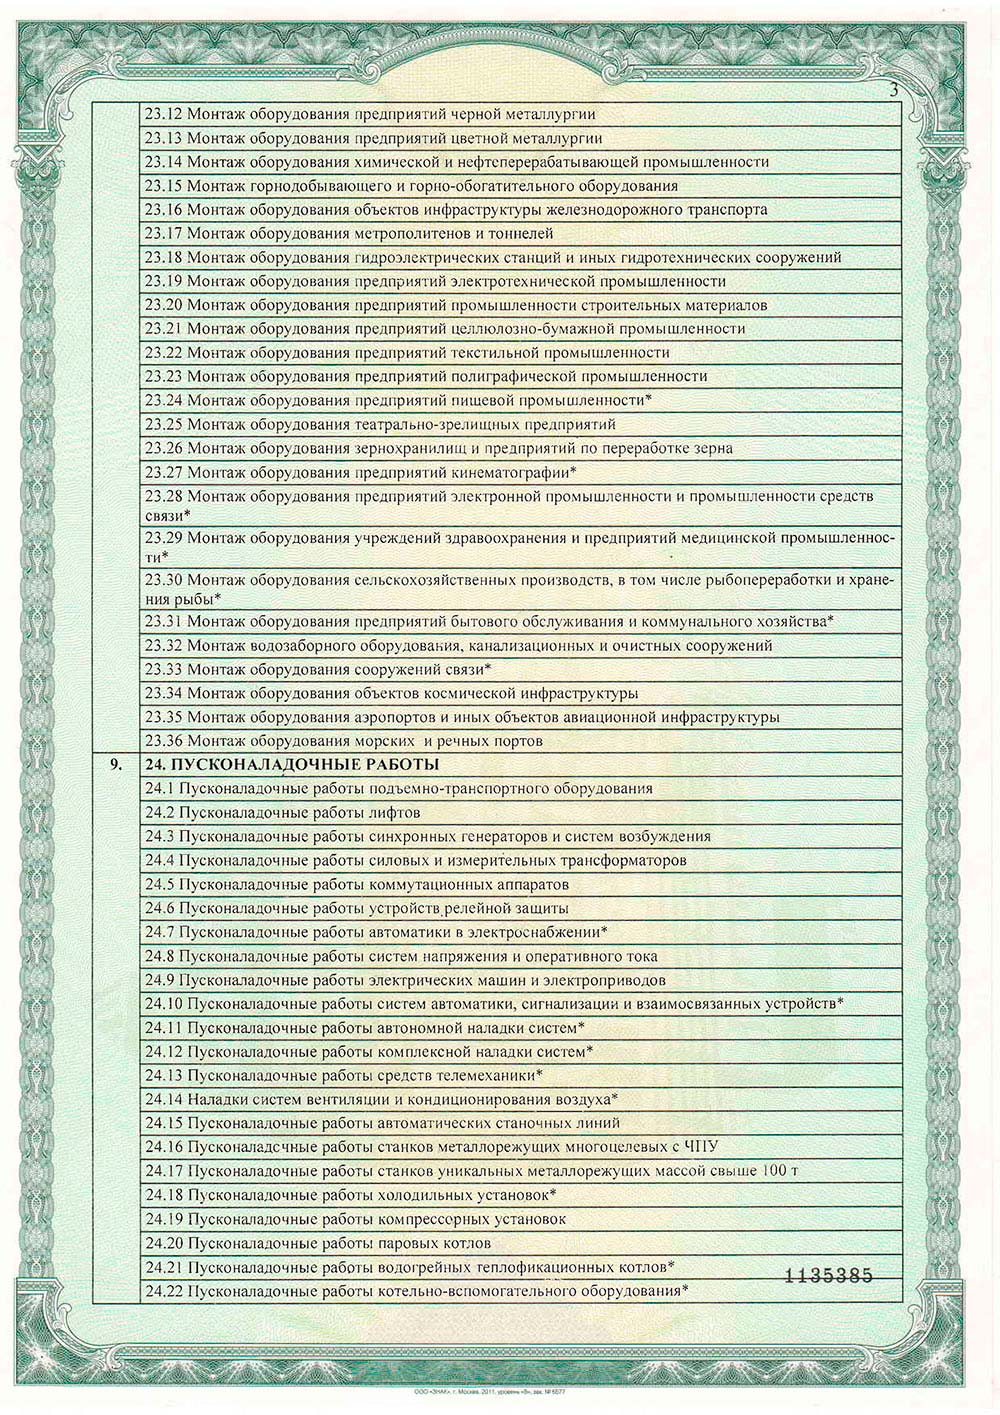 3
23.12 Монтаж оборудования предприятий черной металлургии
23.13 Монтаж оборудования предприятий цветной металлургии
23.14 Монтаж оборудования химической и нефтеперерабатывающей промышленности
23.15 Монтаж горнодобывающего и горно-обогатительного оборудования
23.16 Монтаж оборудования объектов инфраструктуры железнодорожного транспорта
23.17 Монтаж оборудования метрополитенов и тоннелей
23.18 Монтаж оборудования гидроэлектрических станций и иных гидротехнических сооружений
23.19 Монтаж оборудования предприятий электротехнической промышленности
23.20 Монтаж оборудования предприятий промышленности строительных материалов
23.21 Монтаж оборудования предприятий целлюлозно-бумажной промышленности
23.22 Монтаж оборудования предприятий текстильной промышленности
23.23 Монтаж оборудования предприятий полиграфической промышленности
23.24 Монтаж оборудования предприятий пищевой промышленности*
23.25 Монтаж оборудования театрально-зрелищных предприятий
23.26 Монтаж оборудования зернохранилищ и предприятий по переработке зерна
23.27 Монтаж оборудования предприятий кинематографии*
23.28 Монтаж оборудования предприятий электронной промышленности и промышленности средств
связи*
23.29 Монтаж оборудования учреждений здравоохранения и предприятий медицинской промышленнос-
ти*
23.30 Монтаж оборудования сельскохозяйственных производств, в том числе рыбопереработки и хране-
ния рыбы*
23.31 Монтаж оборудования предприятий бытового обслуживания и коммунального хозяйства*
23.32 Монтаж водозаборного оборудования, канализационных и очистных сооружений
23.33 Монтаж оборудования сооружений связи*
23.34 Монтаж оборудования объектов космической инфраструктуры
23.35 Монтаж оборудования аэропортов и иных объектов авиационной инфраструктуры
23.36 Монтаж оборудования морских и речных портов
9. 24. ПУСКОНАЛАДОЧНЫЕ РАБОТЫ
24.1 Пусконаладочные работы подъемно-транспортного оборудования
24.2 Пусконаладочные работы лифтов
24.3 Пусконаладочные работы синхронных генераторов и систем возбуждения
24.4 Пусконаладочные работы силовых и измерительных трансформаторов
24.5 Пусконаладочные работы коммутационных аппаратов
24.6 Пусконаладочные работы устройств релейной защиты
24.7 Пусконаладочные работы автоматики в электроснабжении*
24.8 Пусконаладочные работы систем напряжения и оперативного тока
24.9 Пусконаладочные работы электрических машин и электроприводов
24.10 Пусконаладочные работы систем автоматики, сигнализации и взаимосвязанных устройств*
24.11 Пусконаладочные работы автономной наладки систем*
24.12 Пусконаладочные работы комплексной наладки систем*
24.13 Пусконаладочные работы средств телемеханики*
24.14 Наладки систем вентиляции и кондиционирования воздуха*
24.15 Пусконаладочные работы автоматических станочных линий
24.16 Пусконаладочные работы станков металлорежущих многоцелевых с ЧПУ
24.17 Пусконаладочные работы станков уникальных металлорежущих массой свыше 100 т
24.18 Пусконаладочные работы холодильных установок*
24.19 Пусконаладочные работы компрессорных установок
24.20 Пусконаладочные работы паровых котлов
24.21 Пусконаладочные работы водогрейных теплофикационных котлов*
1135385
24.22 Пусконаладочные работы котельно-вспомогательного оборудования*
ООО «ЗНАК», г. Москва, 2011, уровень «В», зак. № 6577